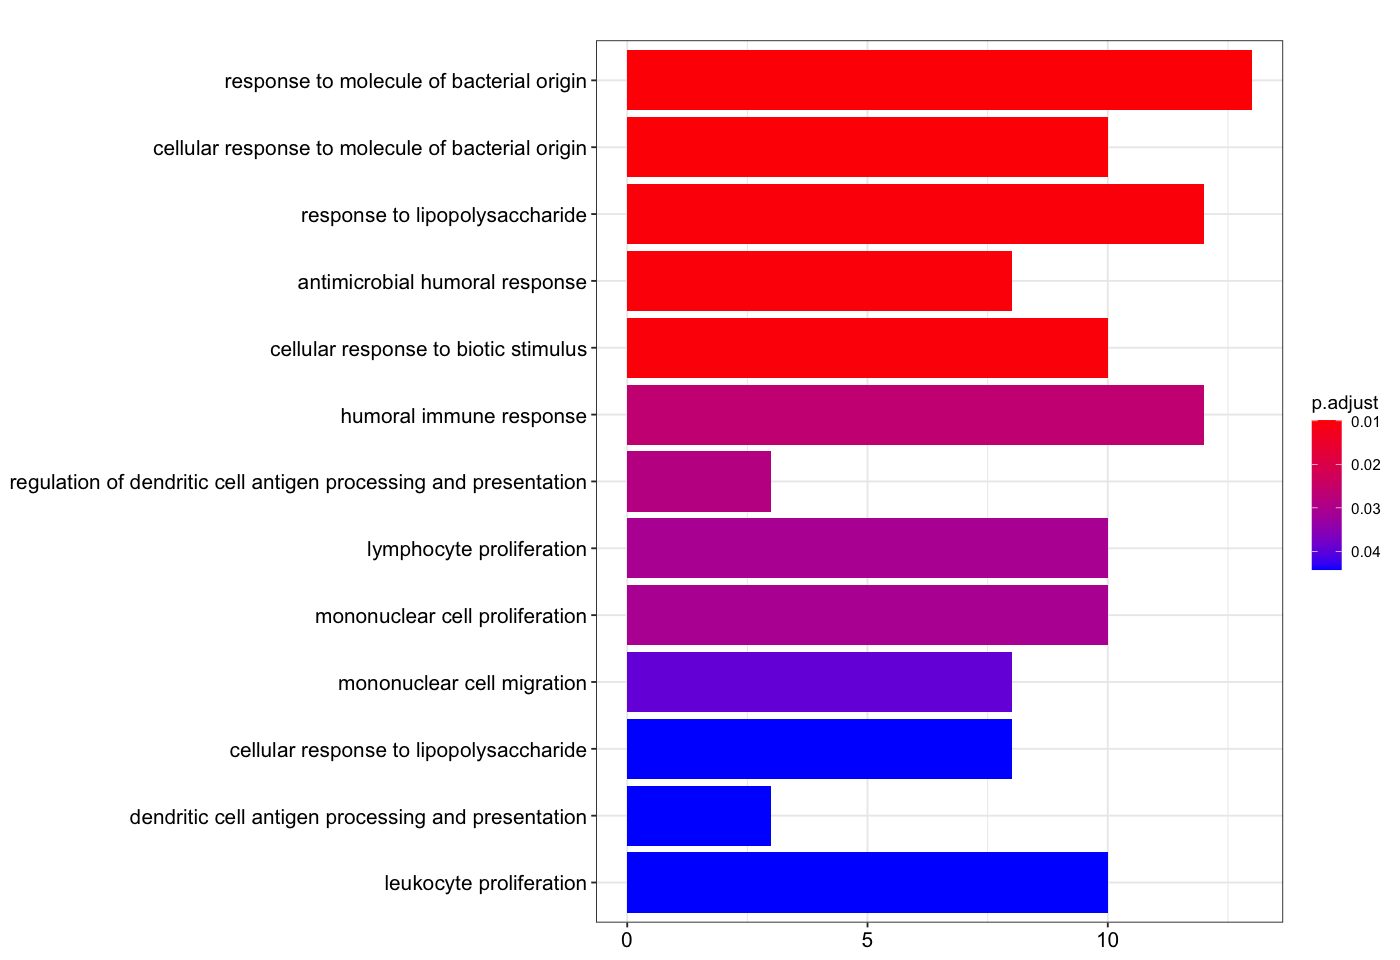 response to molecule of bacterial origin
cellular response to molecule of bacterial origin
response to lipopolysaccharide
antimicrobial humoral response
cellular response to biotic stimulus
humoral immune response
regulation of dendritic cell antigen processing and presentation
lymphocyte proliferation
mononuclear cell proliferation
mononuclear cell migration
cellular response to lipopolysaccharide
dendritic cell antigen processing and presentation
leukocyte proliferation
0 5 10
p.adjust
0.01
0.02
0.03
0.04